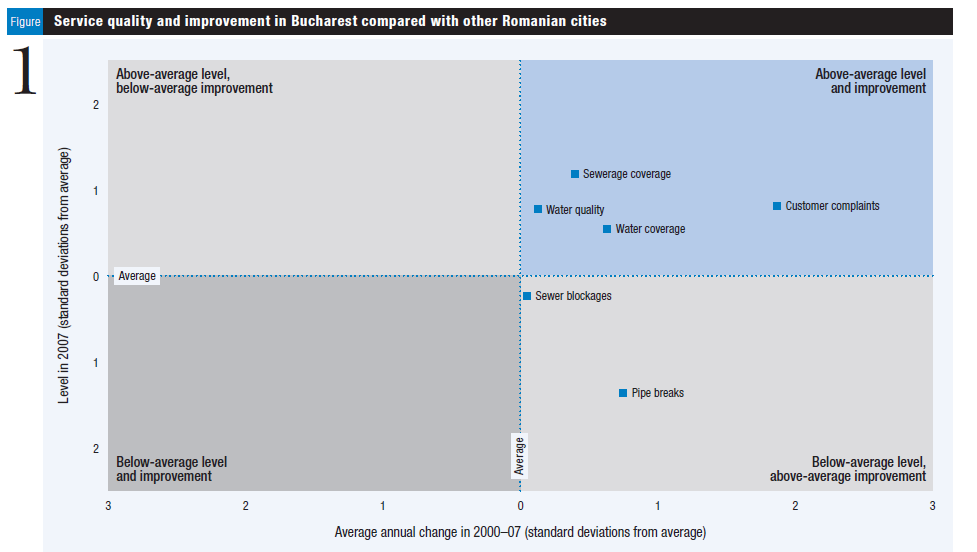 Figure
1
Service quality and improvement in Bucharest compared with other Romanian cities
Above-average level,
below-average improvement
Above-average level
and improvement
Level in 2007 (standard deviations from average)
2
1
0
1
2
Sewerage coverage
Water quality
Customer complaints
Water coverage
Average
Sewer blockages
Pipe breaks
Average
Below-average level
and improvement
Below-average level,
above-average improvement
3
2
1
0
1
2
3
Average annual change in 2000–07 (standard deviations from average)